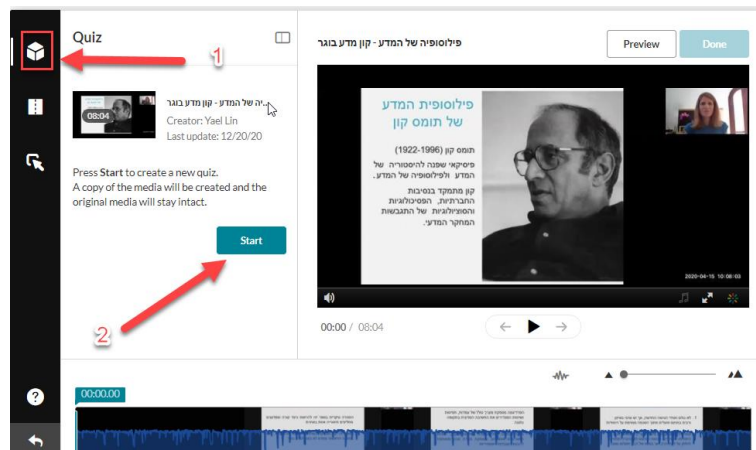 Quiz
1
פילוסופיה של המדע - קון מדע בוגר
Preview
Done
08:04
יה של המדע - קון מדע בוגר...
Creator: Yael Lin
Last update: 12/20/20
Press Start to create a new quiz.
A copy of the media will be created and the
original media will stay intact.
Start
2
פילוסופית המדע
של תומס קון
תומס קון (1922-1996)
פיסיקאי שפנה להיסטוריה של
המדע ולפילוסופיה של המדע.
קון מתמקד בנסיבות
החברתיות, הפסיכולוגיות
והסוציולוגיות של התגבשות
המחקר המדעי.
2020-04-15 10:08:03
00:00 / 08:04
00:00.00